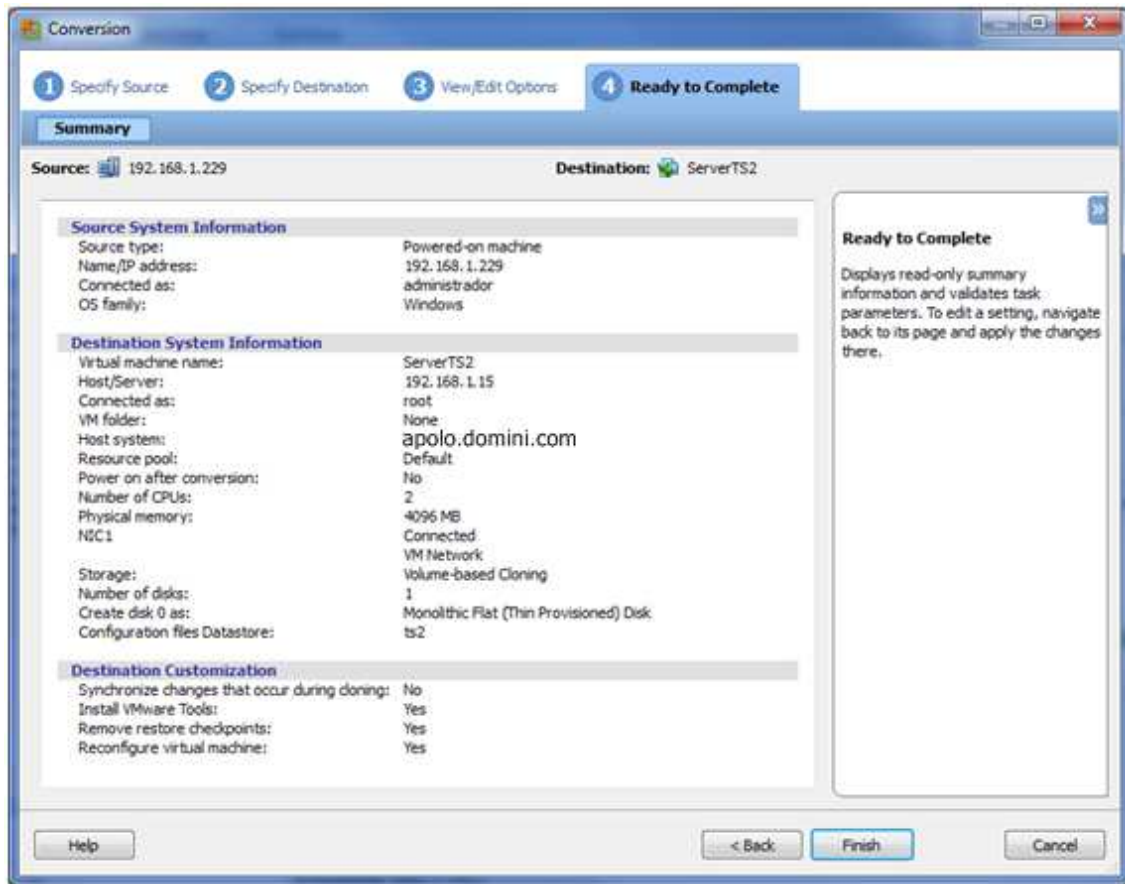 Conversion
1 Specify Source 2 Specify Destination 3 View/Edit Options 4 Ready to Complete
Summary
Source: 192.168.1.229 Destination: ServerTS2
Source System Information
Source type: Powered-on machine
Name/IP address: 192.168.1.229
Connected as: administrador
OS family: Windows
Destination System Information
Virtual machine name: ServerTS2
Host/Server: 192.168.1.15
Connected as: root
VM folder: None
Host system: apolo.domini.com
Resource pool: Default
Power on after conversion: No
Number of CPUs: 2
Physical memory: 4096 MB
NIC1 Connected
VM Network
Storage: Volume-based Cloning
Number of disks: 1
Create disk 0 as: Monolithic Flat (Thin Provisioned) Disk
Configuration files Datastore: ts2
Destination Customization
Synchronize changes that occur during cloning: No
Install VMware Tools: Yes
Remove restore checkpoints: Yes
Reconfigure virtual machine: Yes
Ready to Complete
Displays read-only summary
information and validates task
parameters. To edit a setting, navigate
back to its page and apply the changes
there.
Help < Back Finish Cancel